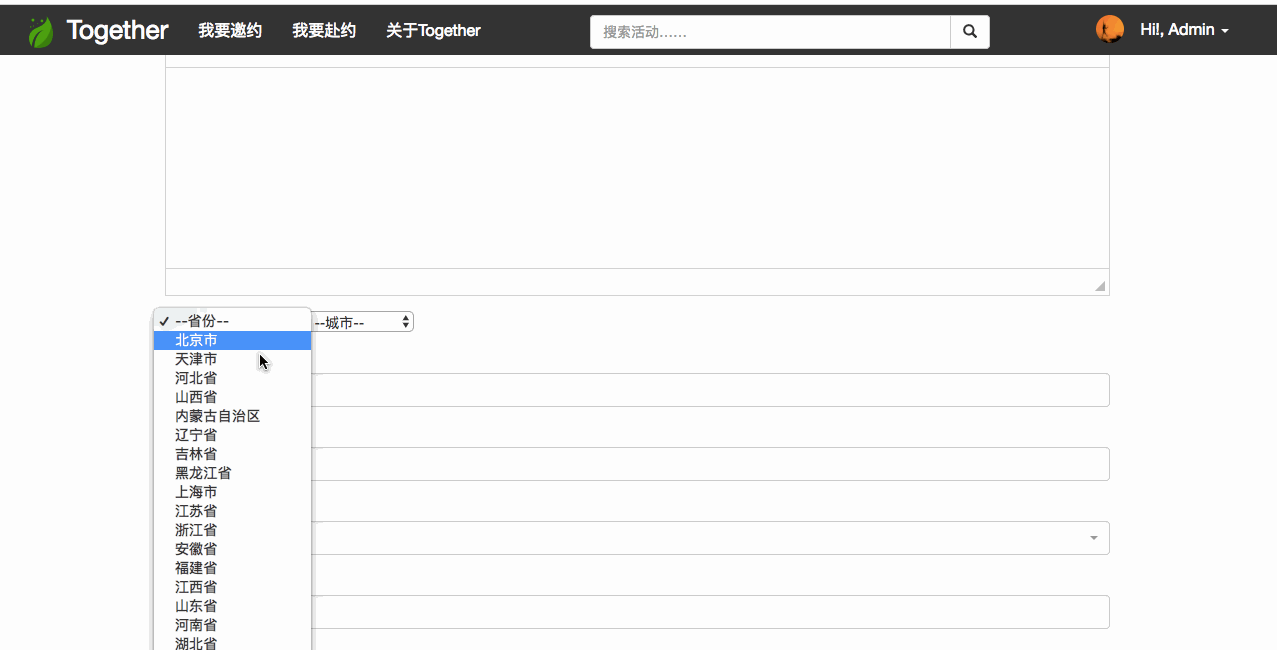 Together 我要邀约 我要赴约 关于Together 搜索活动…… Hi!, Admin
✓ --省份-- --城市--
北京市
天津市
河北省
山西省
内蒙古自治区
辽宁省
吉林省
黑龙江省
上海市
江苏省
浙江省
安徽省
福建省
江西省
山东省
河南省
湖北省